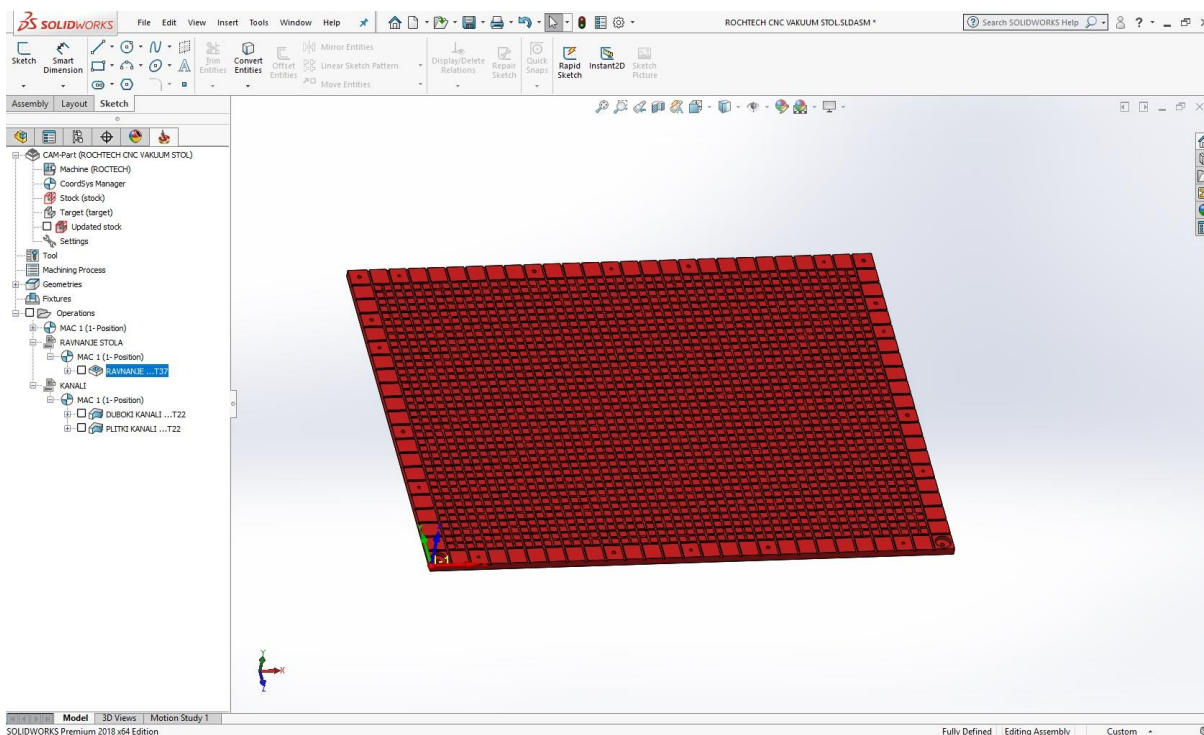 SOLIDWORKS File Edit View Insert Tools Window Help ROCHTECH CNC VAKUUM STOL.SLDASM * Search SOLIDWORKS Help ?
Sketch Smart Dimension Trim Entities Convert Entities Offset Entities Mirror Entities Linear Sketch Pattern Move Entities Display/Delete Relations Repair Sketch Quick Snaps Rapid Sketch Instant2D Sketch Picture
Assembly Layout Sketch
CAM-Part (ROCHTECH CNC VAKUUM STOL)
Machine (ROCTECH)
CoordSys Manager
Stock (stock)
Target (target)
Updated stock
Settings
Tool
Machining Process
Geometries
Fixtures
Operations
MAC 1 (1- Position)
RAVNANJE STOLA
MAC 1 (1- Position)
RAVNANJE ...T37
KANALI
MAC 1 (1- Position)
DUBOKI KANALI ...T22
PLITKI KANALI ...T22
Y
X
Z
Model 3D Views Motion Study 1
SOLIDWORKS Premium 2018 x64 Edition Fully Defined Editing Assembly Custom